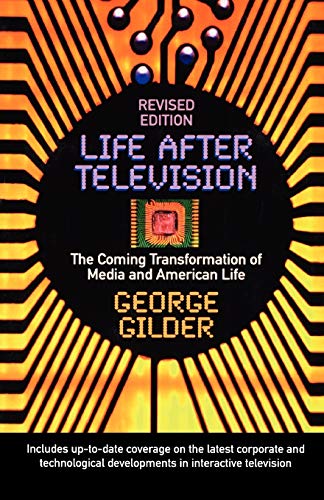 REVISED
EDITION
LIFE AFTER
TELEVISION
The Coming Transformation of
Media and American Life
GEORGE
GILDER
Includes up-to-date coverage on the latest corporate and
technological developments in interactive television